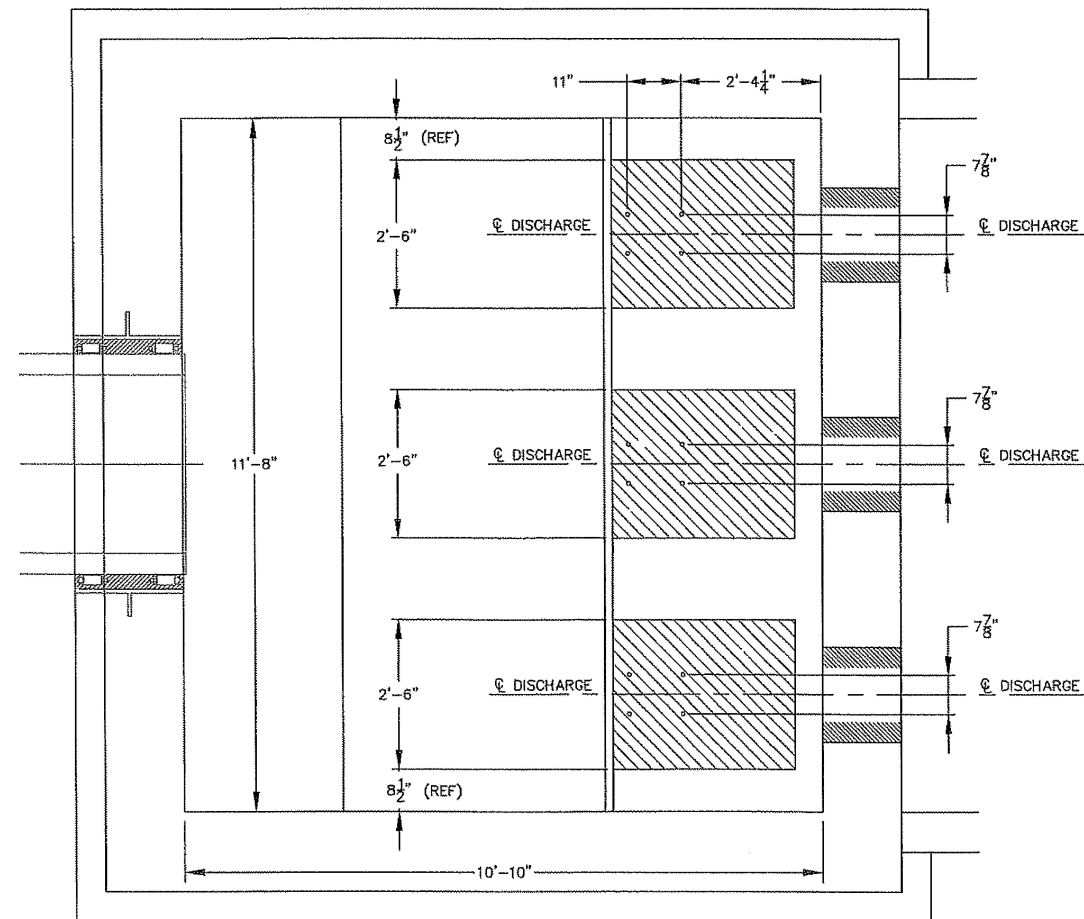 11" 2'-4¼"
8½" (REF)
7⅞"
2'-6"
℄ DISCHARGE ℄ DISCHARGE
7⅞"
11'-8" 2'-6"
℄ DISCHARGE ℄ DISCHARGE
7⅞"
2'-6"
℄ DISCHARGE ℄ DISCHARGE
8½" (REF)
10'-10"